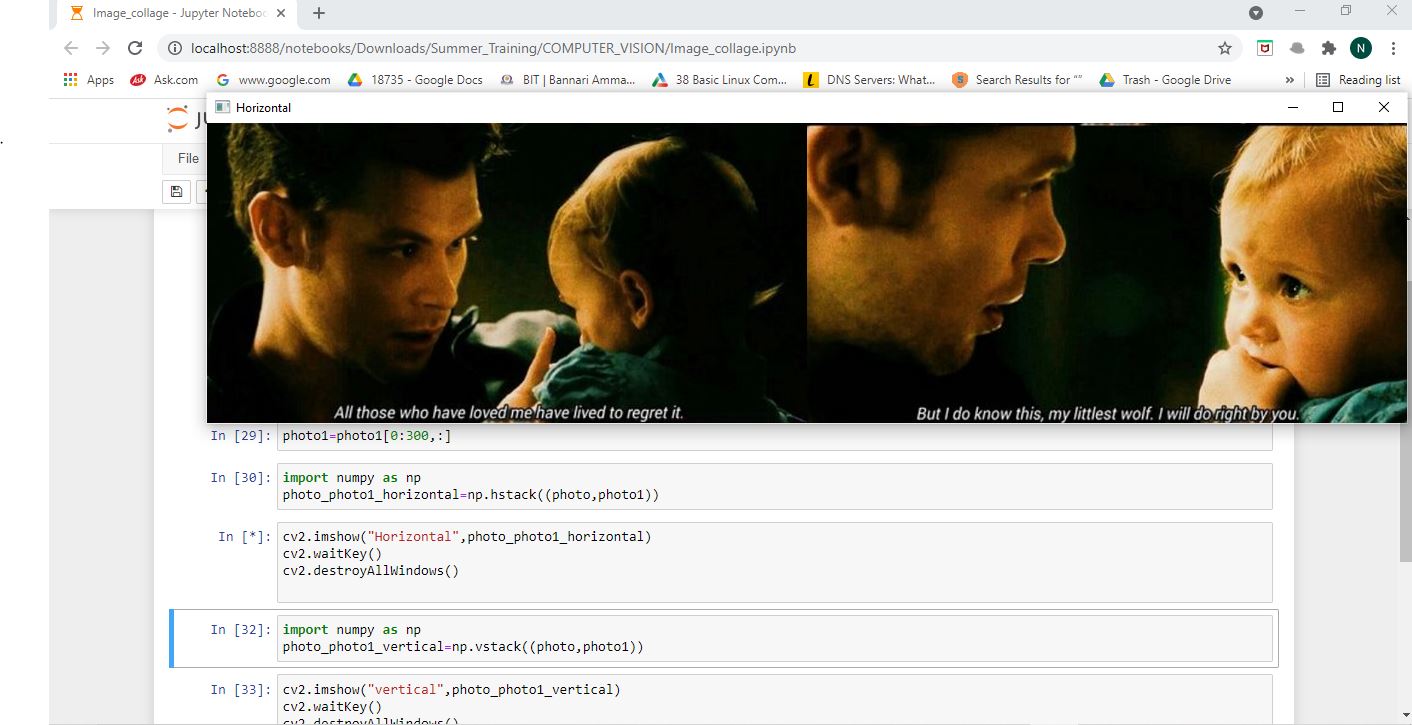 Image_collage - Jupyter Noteboo
localhost:8888/notebooks/Downloads/Summer_Training/COMPUTER_VISION/Image_collage.ipynb
N
Apps
Ask Ask.com
www.google.com
18735 - Google Docs
BIT | Bannari Amma...
38 Basic Linux Com...
L DNS Servers: What...
S Search Results for “”
Trash - Google Drive
»
Reading list
Horizontal
File
All those who have loved me have lived to regret it.
But I do know this, my littlest wolf. I will do right by you.
In [29]: photo1=photo1[0:300,:]
In [30]: import numpy as np
photo_photo1_horizontal=np.hstack((photo,photo1))
In [*]: cv2.imshow("Horizontal",photo_photo1_horizontal)
cv2.waitKey()
cv2.destroyAllWindows()
In [32]: import numpy as np
photo_photo1_vertical=np.vstack((photo,photo1))
In [33]: cv2.imshow("vertical",photo_photo1_vertical)
cv2.waitKey()
cv2.destroyAllWindows()